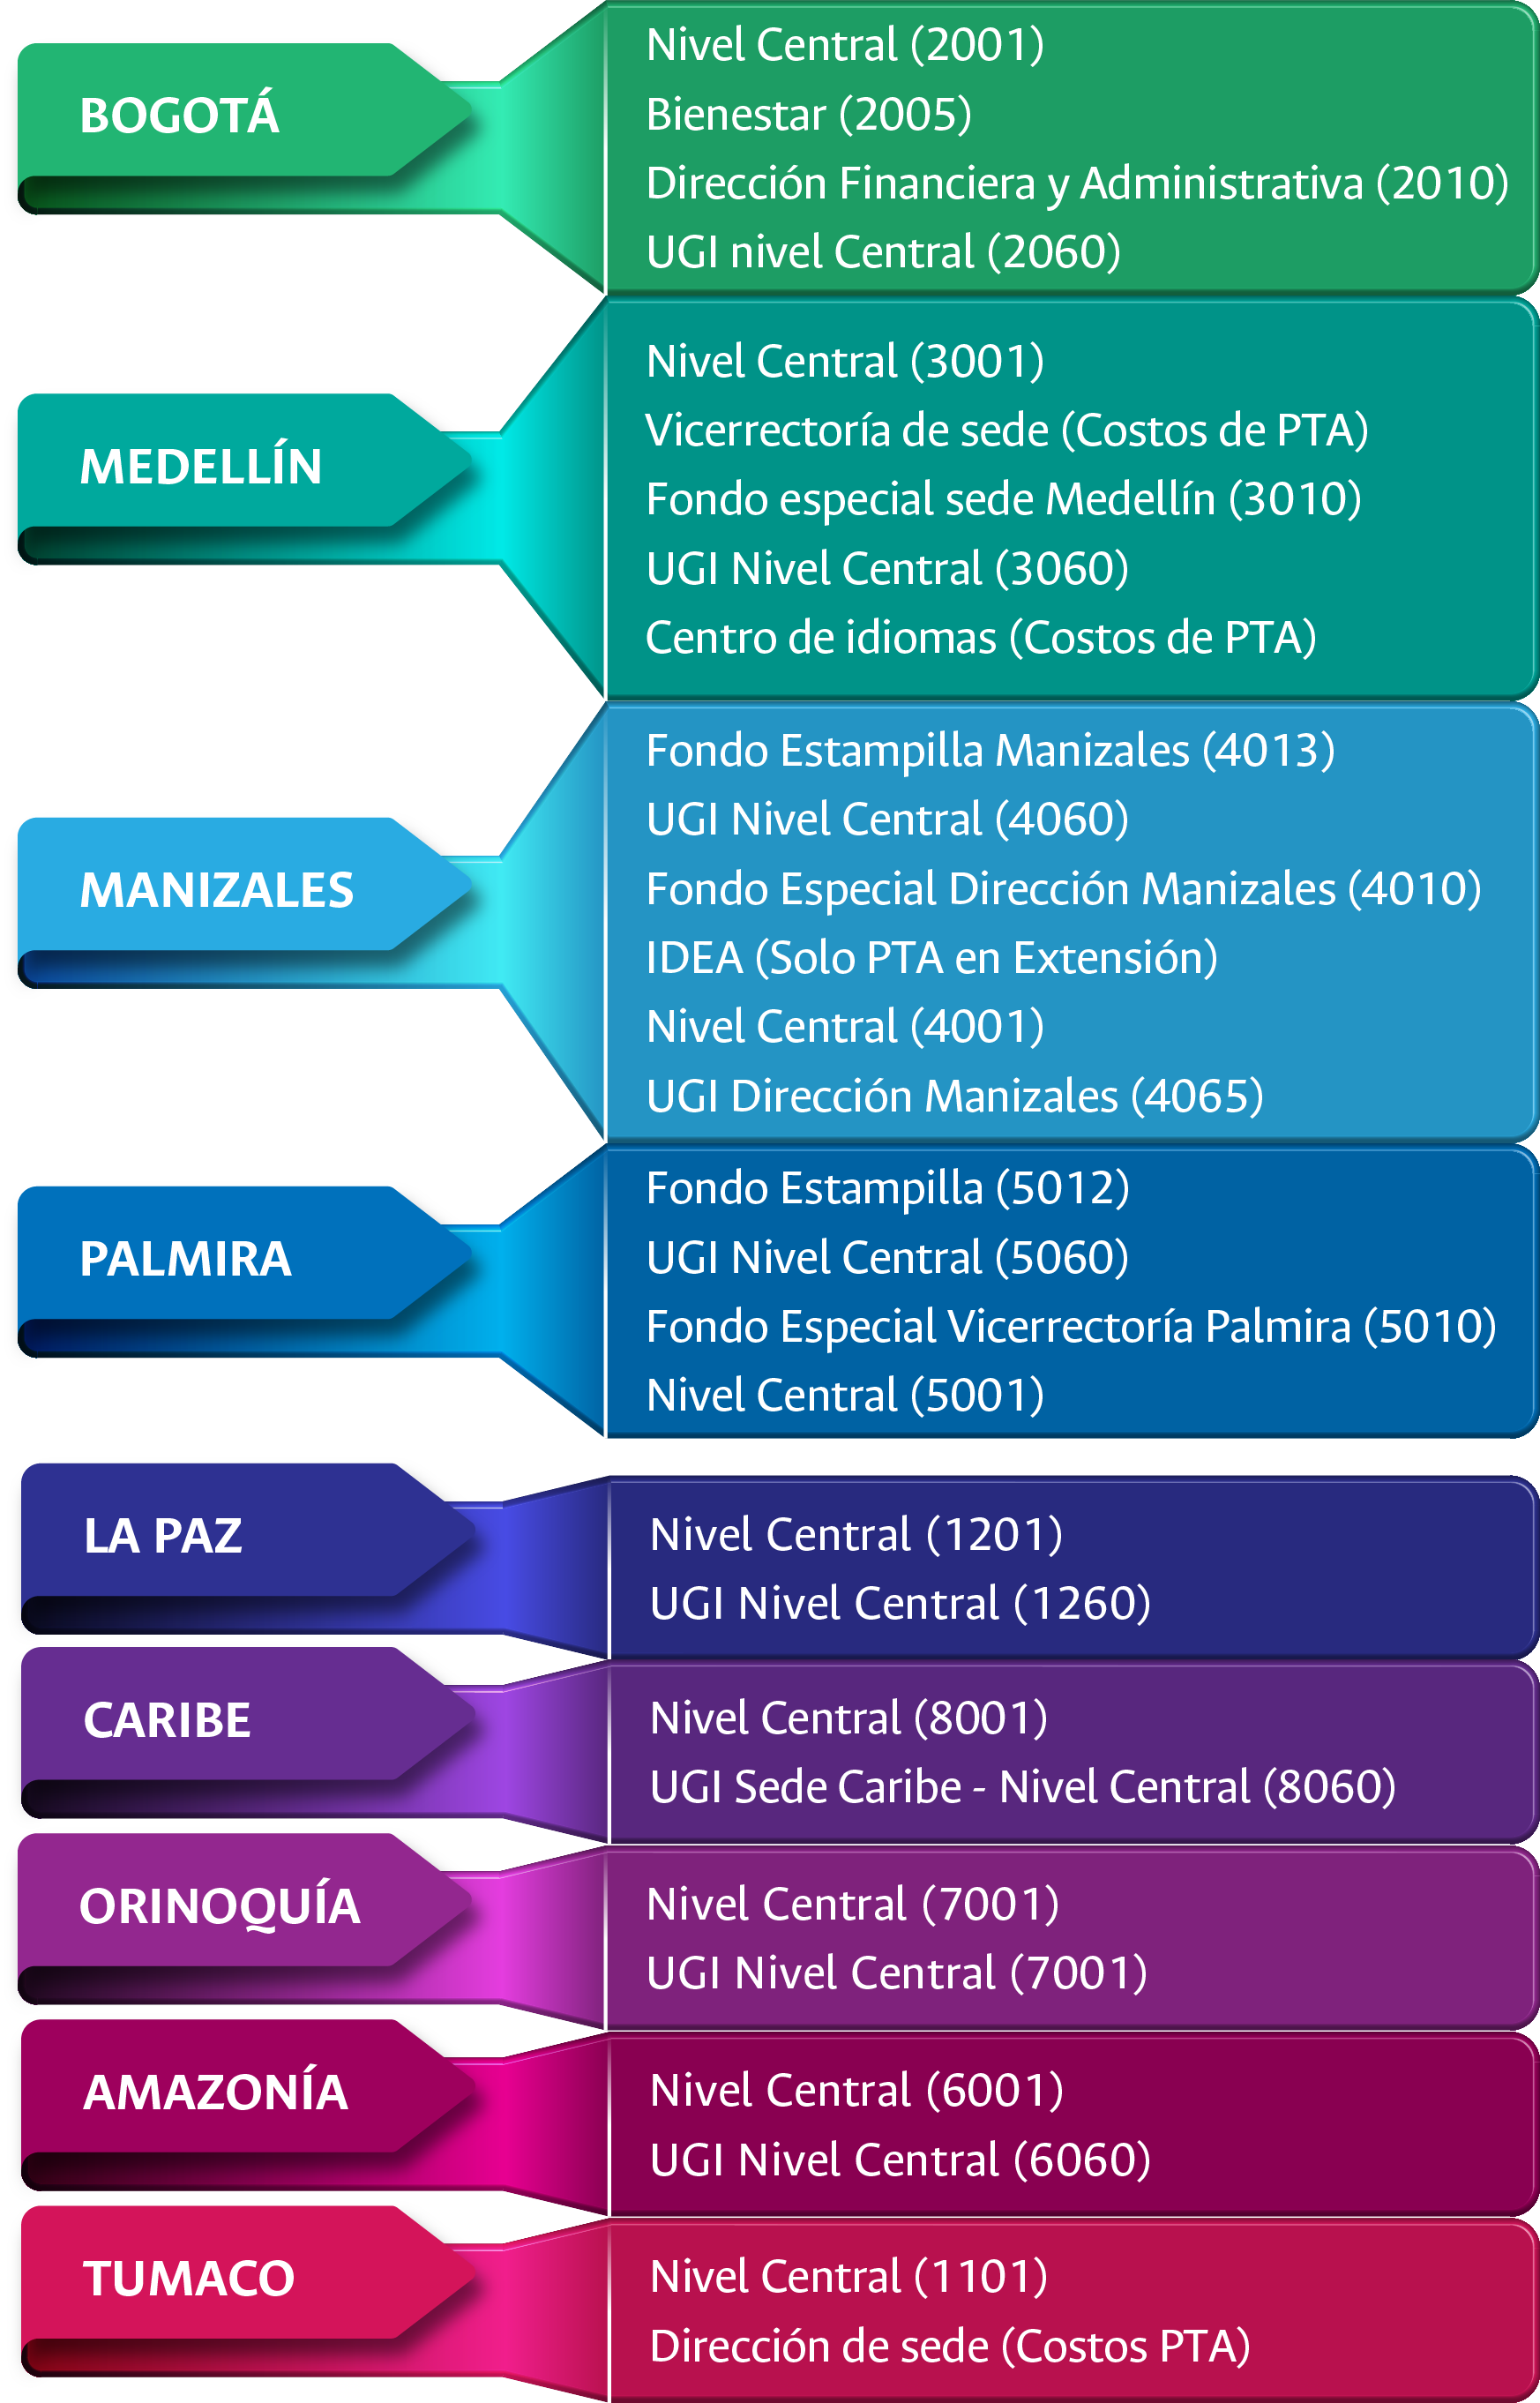 BOGOTÁ
Nivel Central (2001)
Bienestar (2005)
Dirección Financiera y Administrativa (2010)
UGI nivel Central (2060)
MEDELLÍN
Nivel Central (3001)
Vicerrectoría de sede (Costos de PTA)
Fondo especial sede Medellín (3010)
UGI Nivel Central (3060)
Centro de idiomas (Costos de PTA)
MANIZALES
Fondo Estampilla Manizales (4013)
UGI Nivel Central (4060)
Fondo Especial Dirección Manizales (4010)
IDEA (Solo PTA en Extensión)
Nivel Central (4001)
UGI Dirección Manizales (4065)
PALMIRA
Fondo Estampilla (5012)
UGI Nivel Central (5060)
Fondo Especial Vicerrectoría Palmira (5010)
Nivel Central (5001)
LA PAZ
Nivel Central (1201)
UGI Nivel Central (1260)
CARIBE
Nivel Central (8001)
UGI Sede Caribe - Nivel Central (8060)
ORINOQUÍA
Nivel Central (7001)
UGI Nivel Central (7001)
AMAZONÍA
Nivel Central (6001)
UGI Nivel Central (6060)
TUMACO
Nivel Central (1101)
Dirección de sede (Costos PTA)